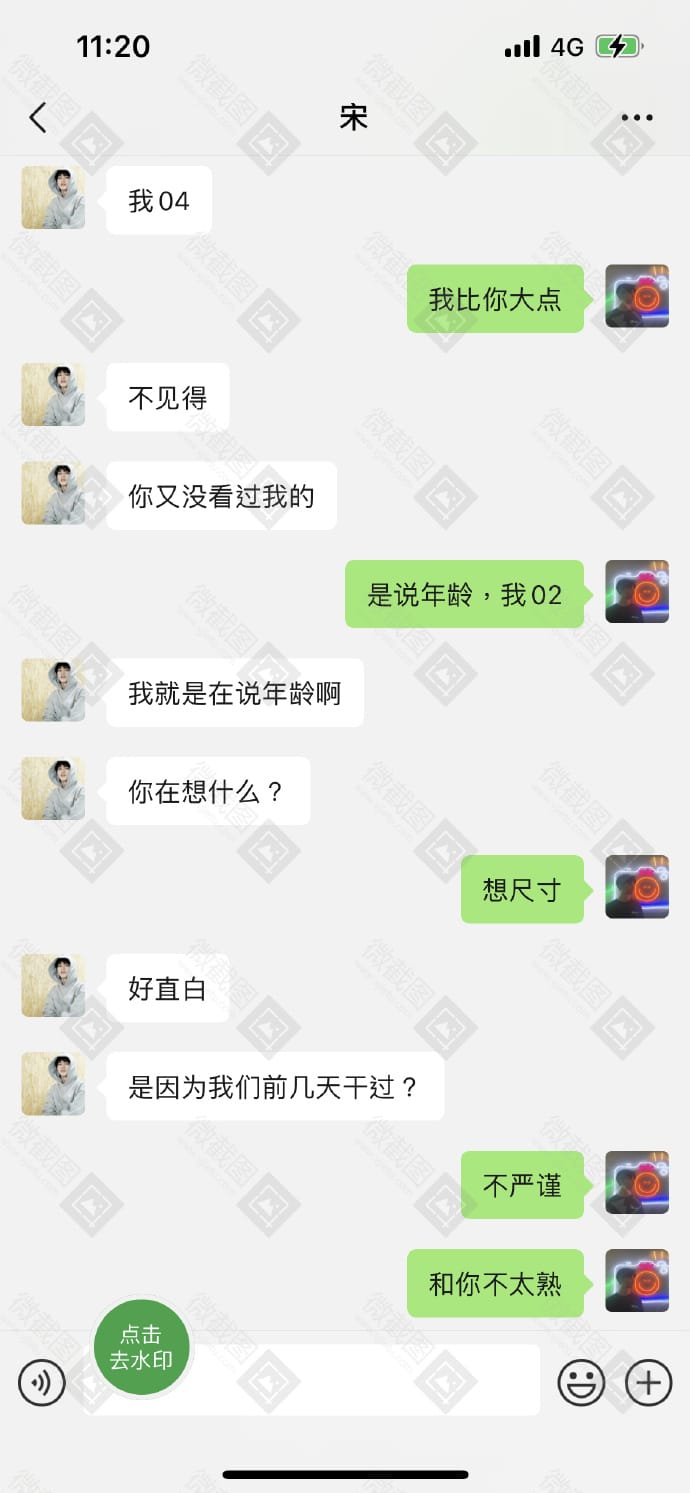 11:20
4G
宋
我04
我比你大点
不见得
你又没看过我的
是说年龄，我02
我就是在说年龄啊
你在想什么？
想尺寸
好直白
是因为我们前几天干过？
不严谨
和你不太熟
点击
去水印
微截图